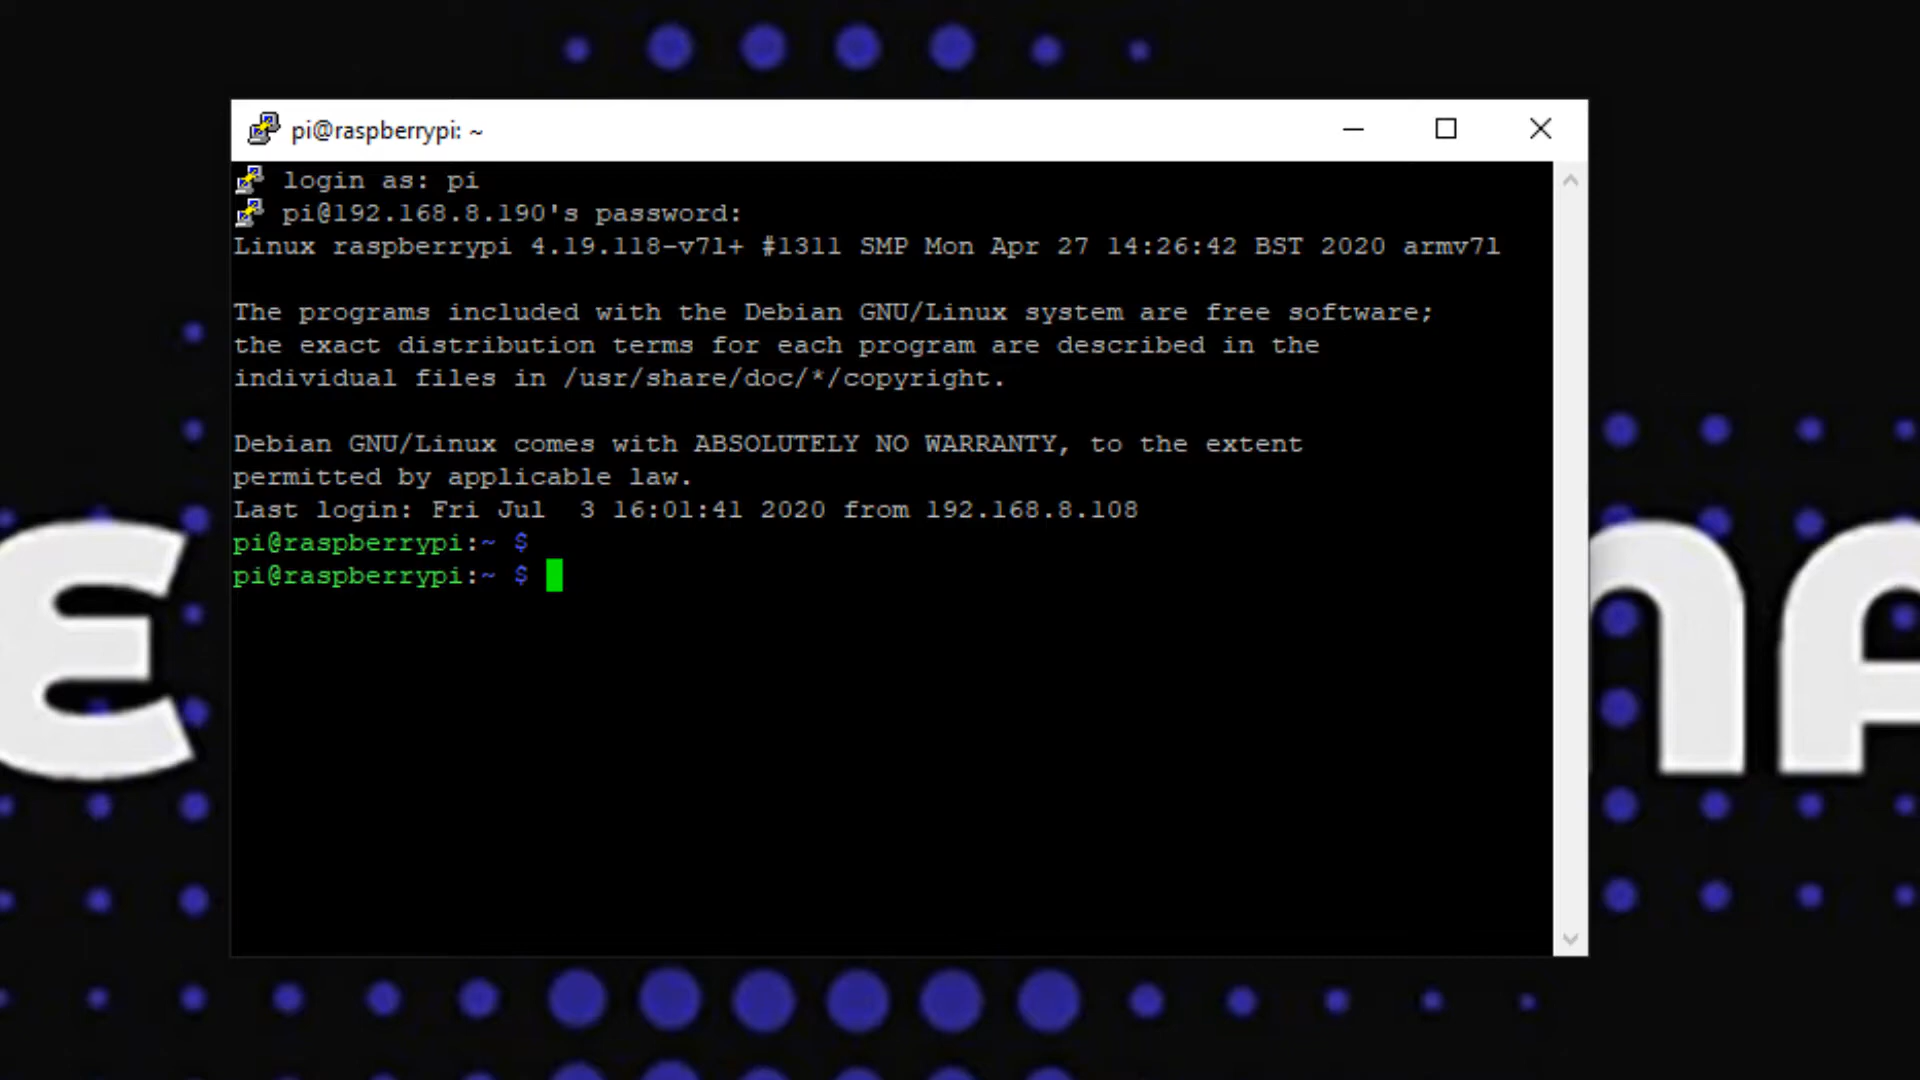 pi@raspberrypi: ~
login as: pi
pi@192.168.8.190's password:
Linux raspberrypi 4.19.118-v7l+ #1311 SMP Mon Apr 27 14:26:42 BST 2020 armv7l
The programs included with the Debian GNU/Linux system are free software;
the exact distribution terms for each program are described in the
individual files in /usr/share/doc/*/copyright.
Debian GNU/Linux comes with ABSOLUTELY NO WARRANTY, to the extent
permitted by applicable law.
Last login: Fri Jul  3 16:01:41 2020 from 192.168.8.108
pi@raspberrypi:~ $
pi@raspberrypi:~ $